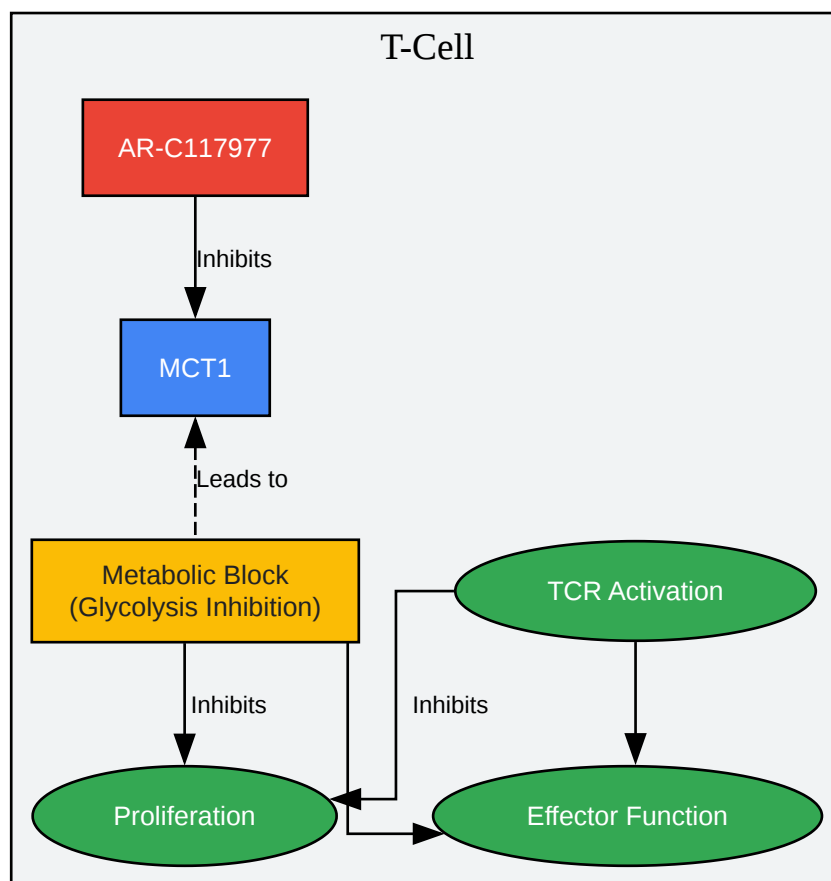 T-Cell
AR-C117977
Inhibits
MCT1
Leads to
Metabolic Block
(Glycolysis Inhibition)
TCR Activation
Inhibits
Inhibits
Proliferation
Effector Function